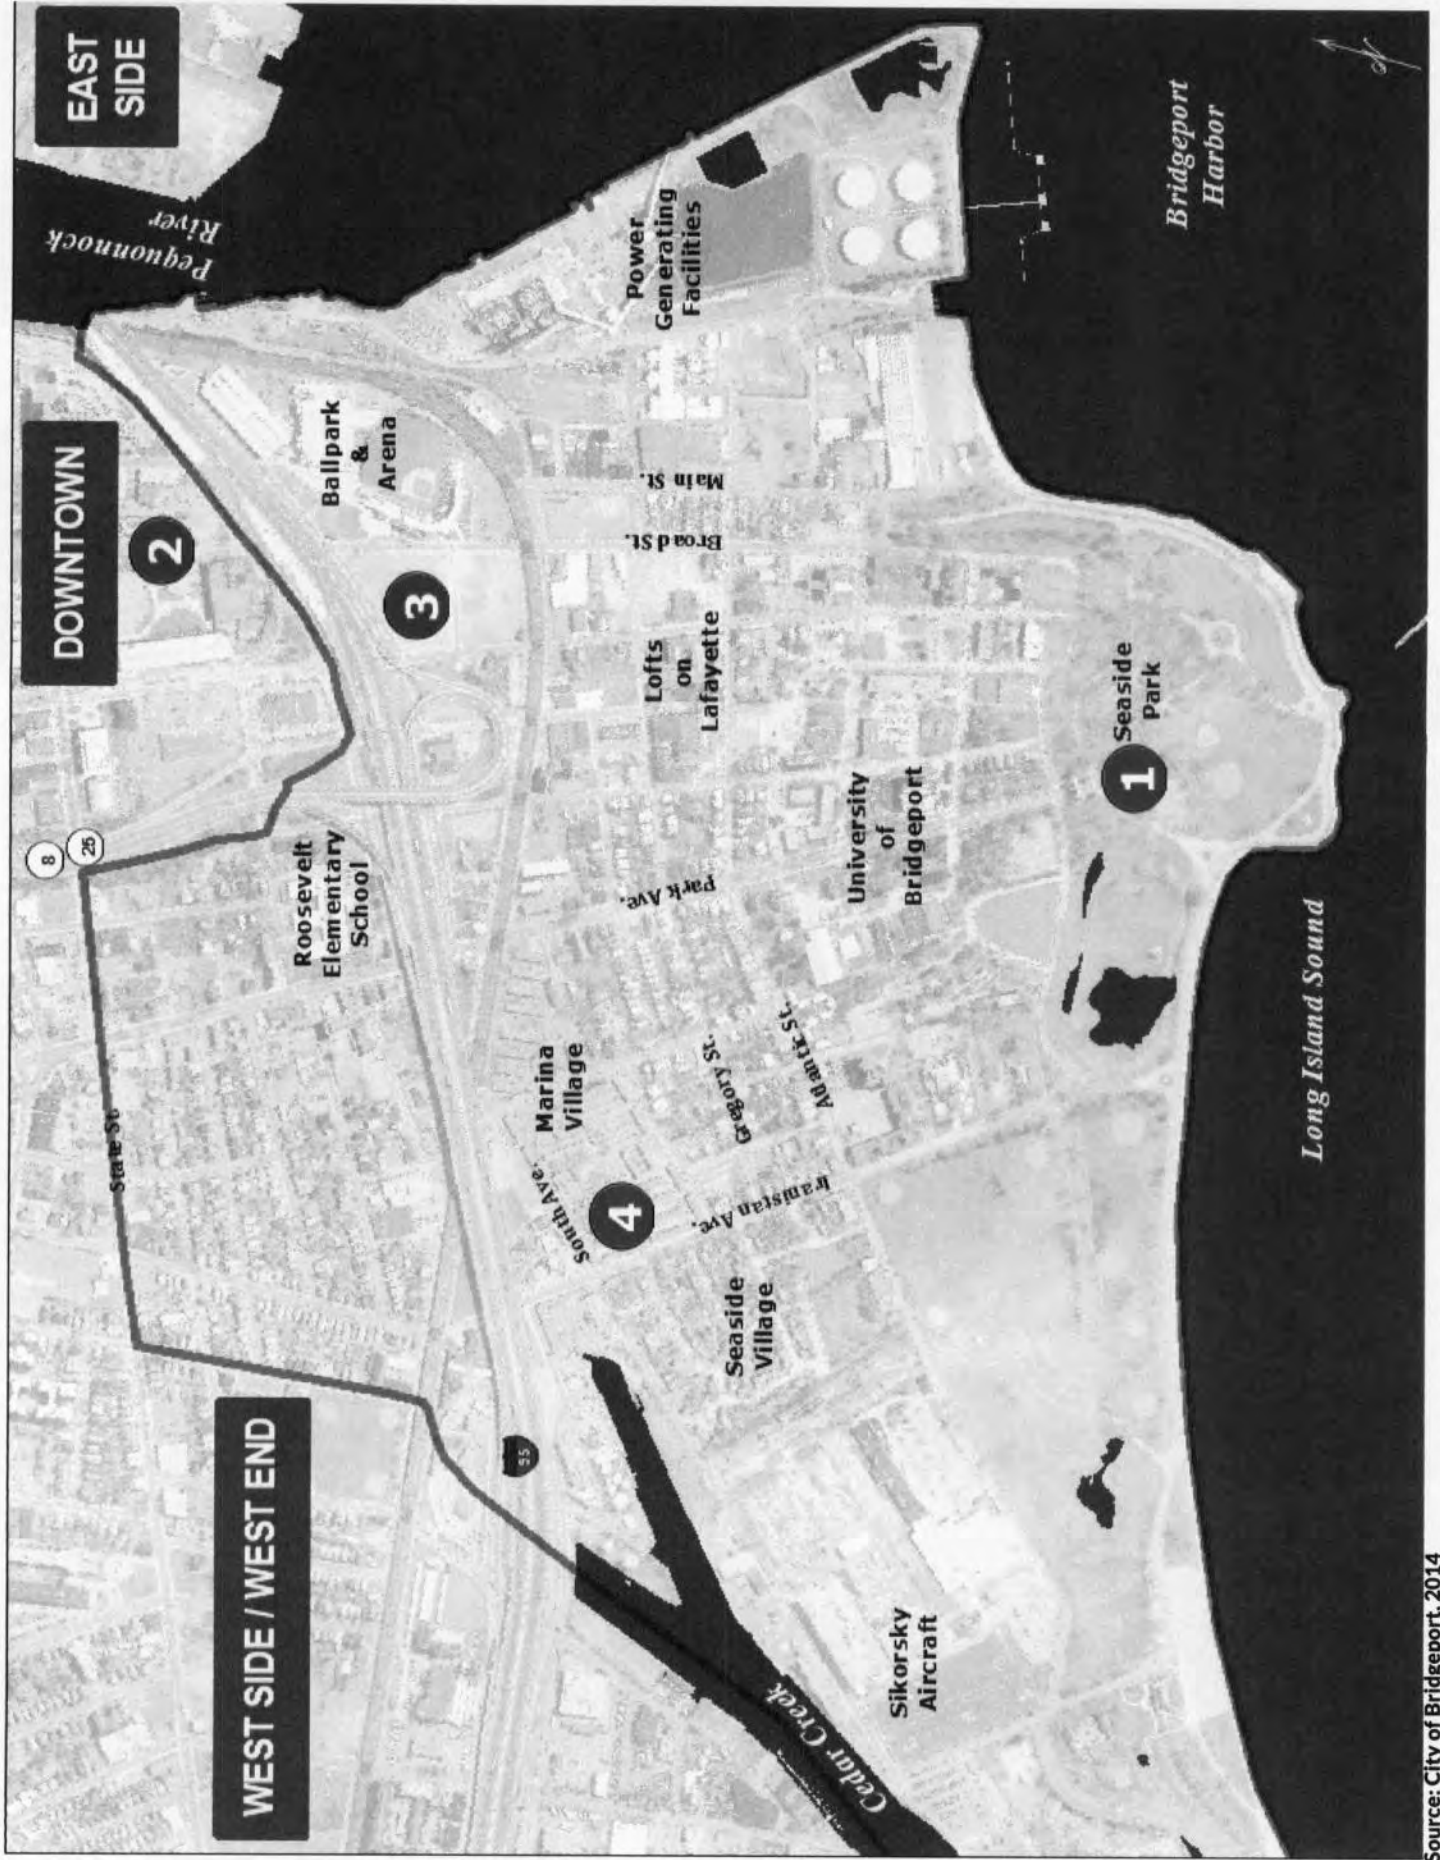 EAST
SIDE
Pequonnock
River
DOWNTOWN
2
Ballpark
&
Arena
3
Power
Generating
Facilities
Bridgeport
Harbor
N
Main St.
Broad St.
Lofts
on
Lafayette
8
25
Roosevelt
Elementary
School
Park Ave.
University
of
Bridgeport
1
Seaside
Park
State St
Marina
Village
Gregory St.
Atlantic St.
Long Island Sound
South Ave.
4
Iranistan Ave.
Seaside
Village
WEST SIDE / WEST END
95
Sikorsky
Aircraft
Cedar Creek
Source: City of Bridgeport, 2014